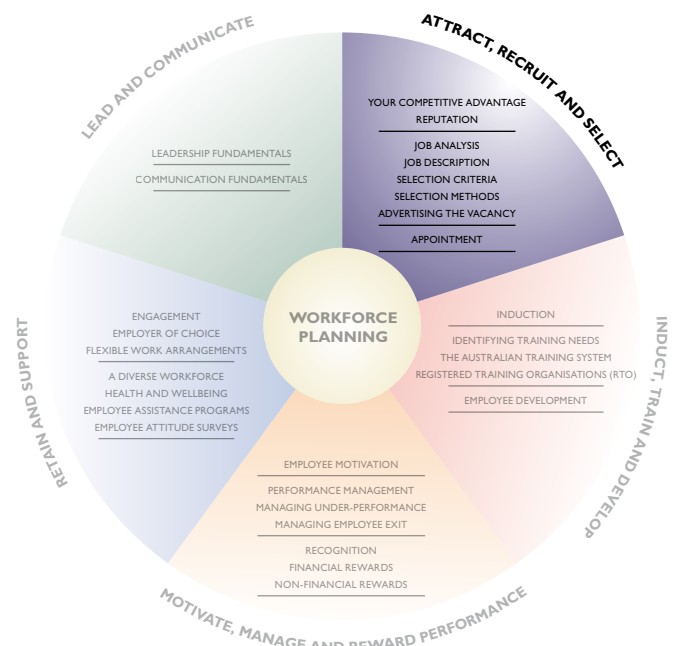 ATTRACT, RECRUIT AND SELECT
YOUR COMPETITIVE ADVANTAGE
REPUTATION
JOB ANALYSIS
JOB DESCRIPTION
SELECTION CRITERIA
SELECTION METHODS
ADVERTISING THE VACANCY
APPOINTMENT
INDUCT, TRAIN AND DEVELOP
INDUCTION
IDENTIFYING TRAINING NEEDS
THE AUSTRALIAN TRAINING SYSTEM
REGISTERED TRAINING ORGANISATIONS (RTO)
EMPLOYEE DEVELOPMENT
MOTIVATE, MANAGE AND REWARD PERFORMANCE
EMPLOYEE MOTIVATION
PERFORMANCE MANAGEMENT
MANAGING UNDER-PERFORMANCE
MANAGING EMPLOYEE EXIT
RECOGNITION
FINANCIAL REWARDS
NON-FINANCIAL REWARDS
RETAIN AND SUPPORT
ENGAGEMENT
EMPLOYER OF CHOICE
FLEXIBLE WORK ARRANGEMENTS
A DIVERSE WORKFORCE
HEALTH AND WELLBEING
EMPLOYEE ASSISTANCE PROGRAMS
EMPLOYEE ATTITUDE SURVEYS
LEAD AND COMMUNICATE
LEADERSHIP FUNDAMENTALS
COMMUNICATION FUNDAMENTALS
WORKFORCE
PLANNING